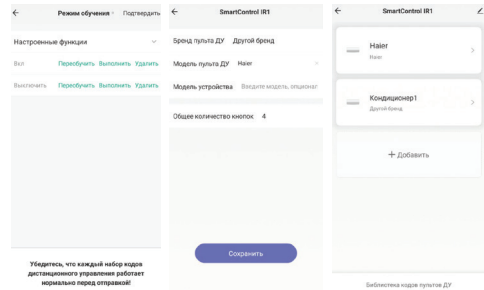 Режим обучения
Подтвердить
Настроенные функции
Вкл Переобучить Выполнить Удалить
Выключить Переобучить Выполнить Удалить
Убедитесь, что каждый набор кодов
дистанционного управления работает
нормально перед отправкой!
SmartControl IR1
Бренд пульта ДУ Другой бренд
Модель пульта ДУ Haier
Модель устройства Введите модель, опционал
Общее количество кнопок 4
Сохранить
SmartControl IR1
Haier
Haier
Кондиционер1
Другой бренд
+ Добавить
Библиотека кодов пультов ДУ